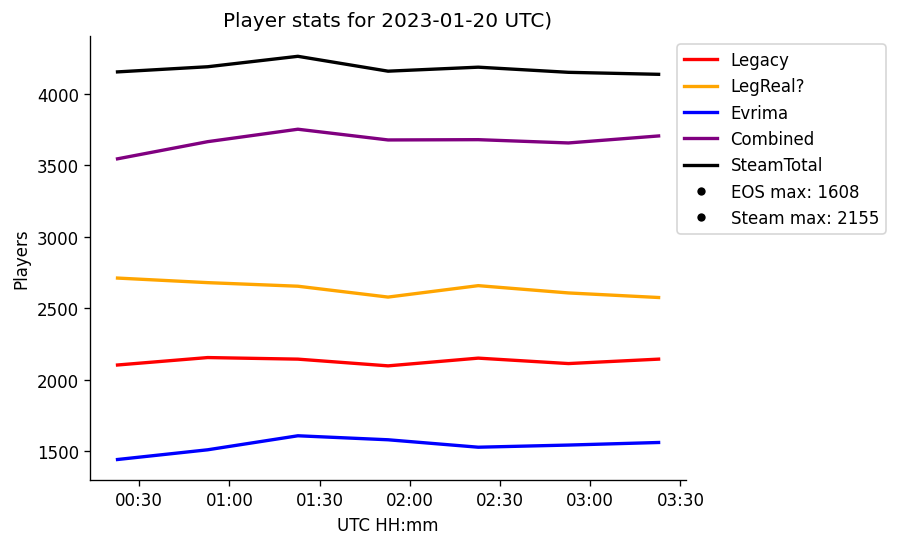 Player stats for 2023-01-20 UTC)
Legacy
LegReal?
Evrima
Combined
SteamTotal
EOS max: 1608
Steam max: 2155
Players
4000
3500
3000
2500
2000
1500
00:30 01:00 01:30 02:00 02:30 03:00 03:30
UTC HH:mm